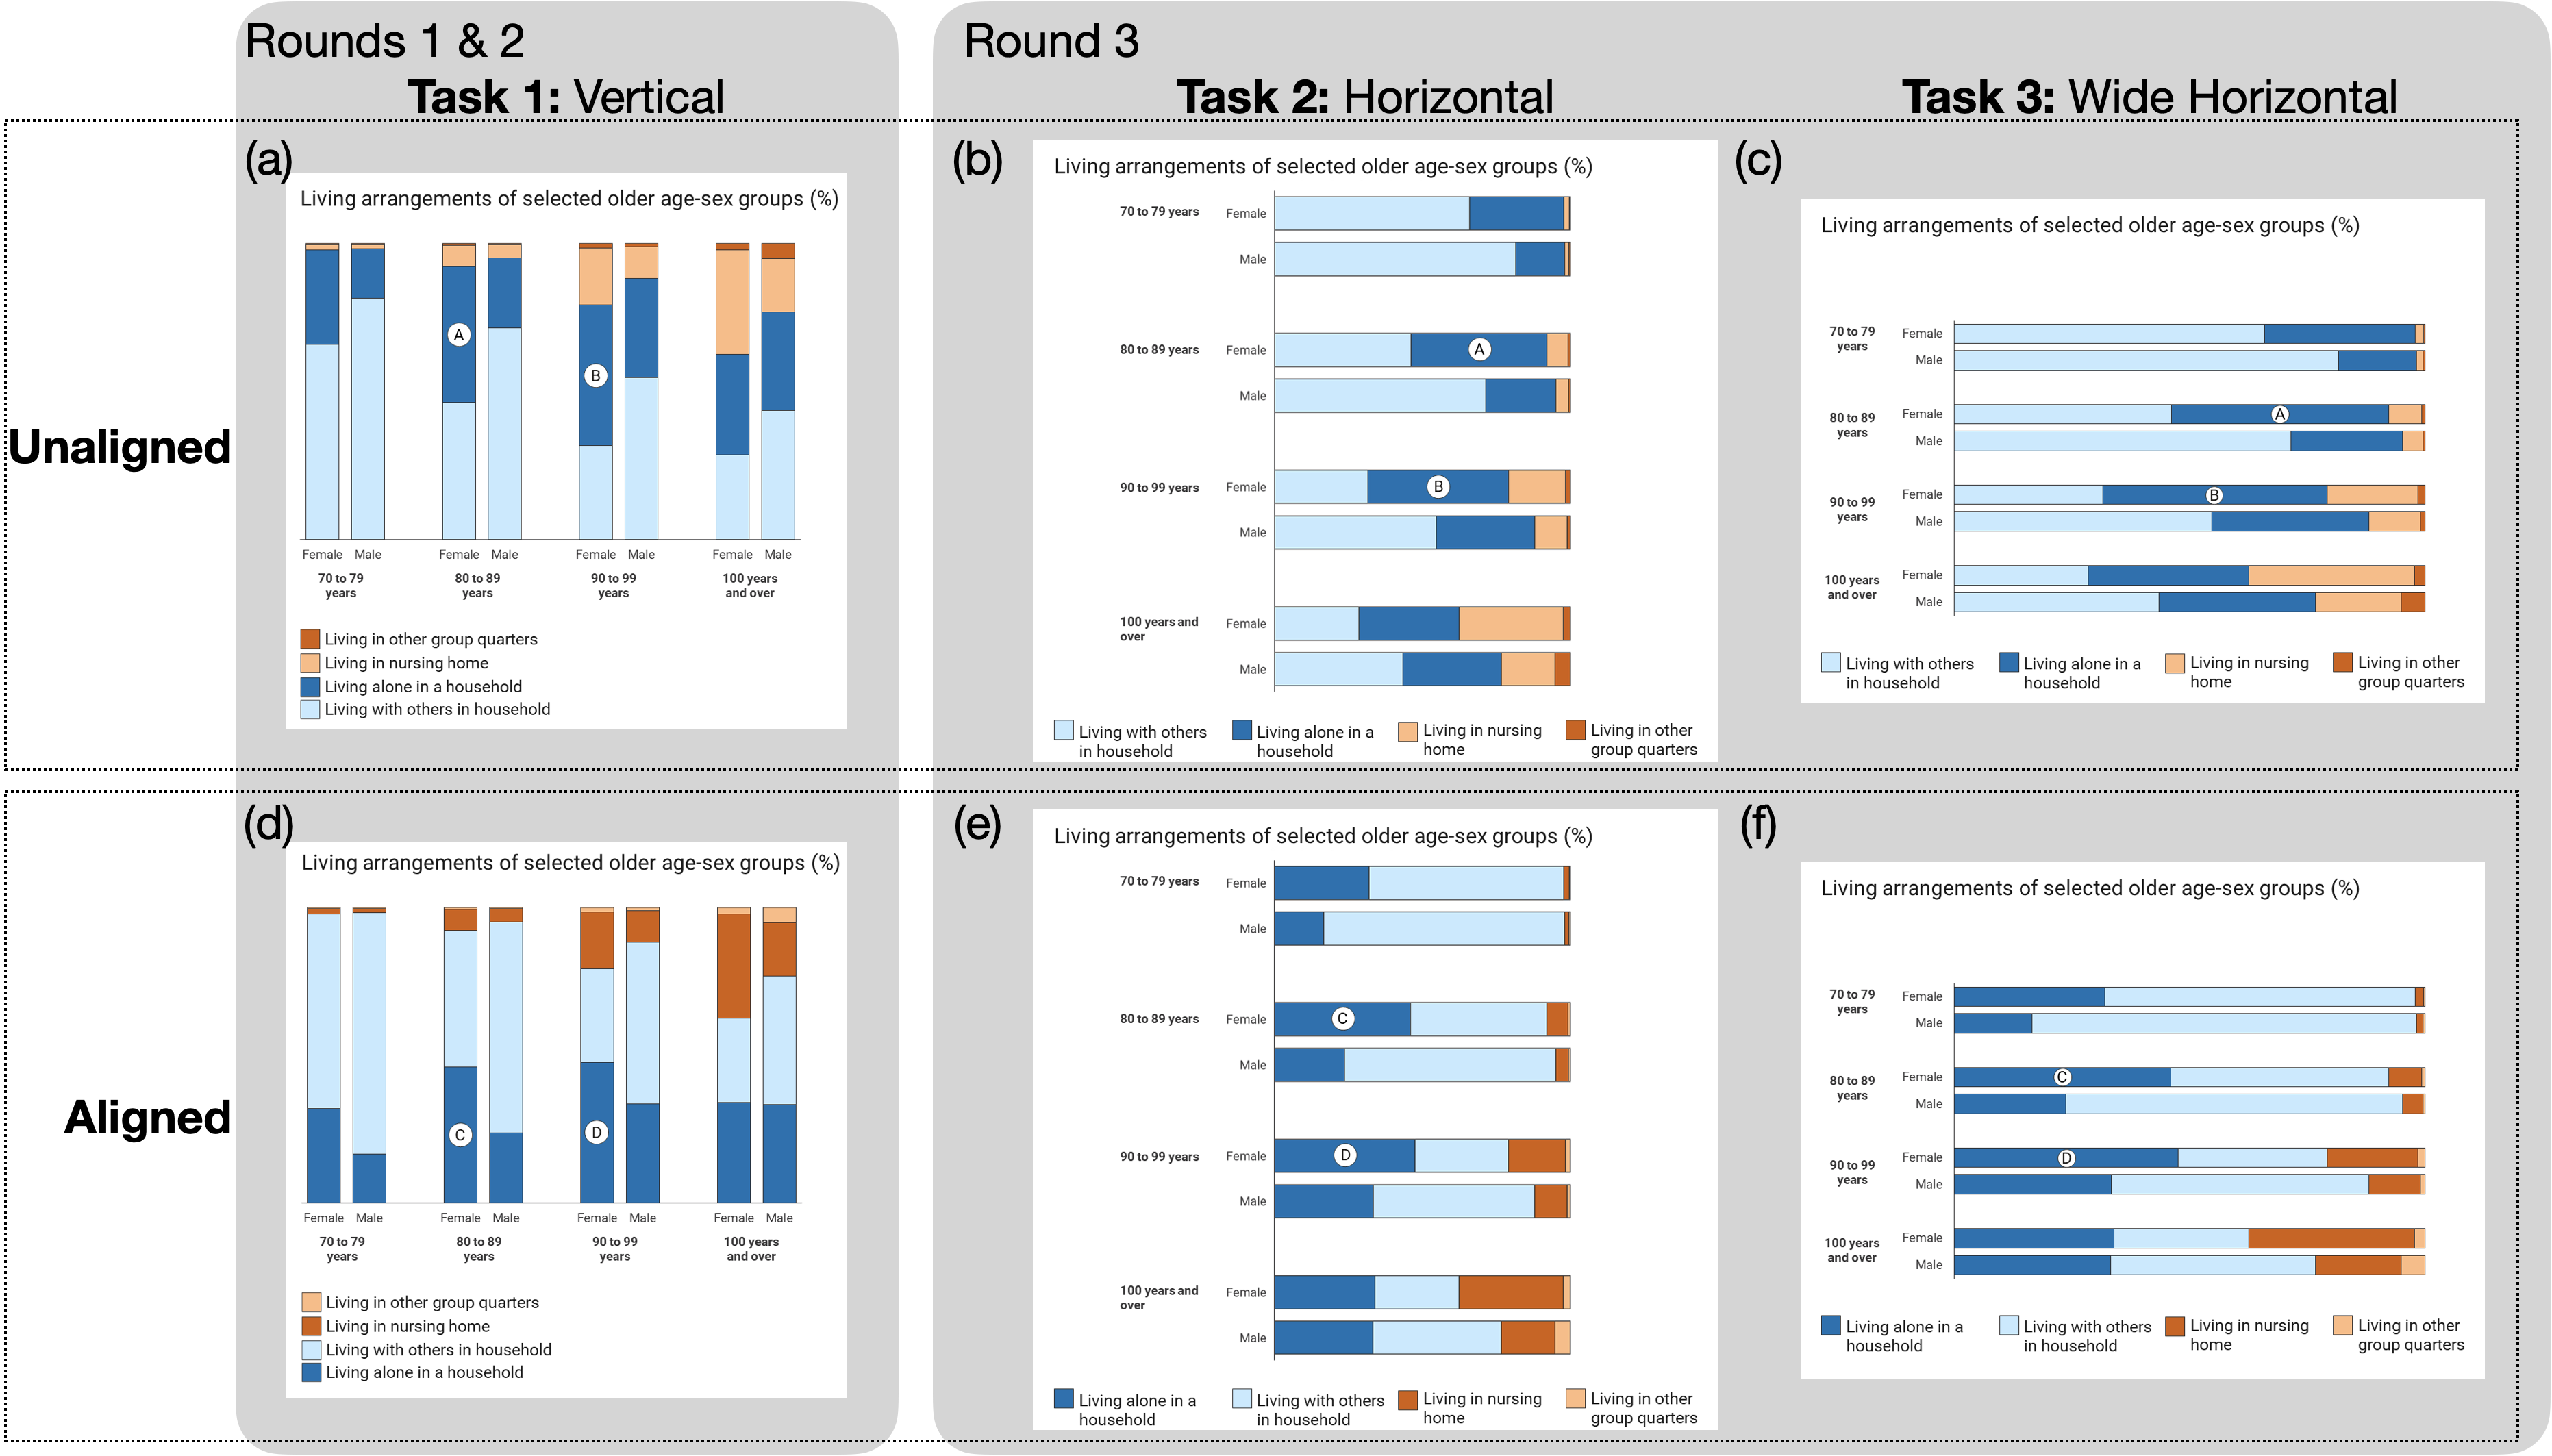 Rounds 1 & 2
Task 1: Vertical
Round 3
Task 2: Horizontal
Task 3: Wide Horizontal
Unaligned
(a)
Living arrangements of selected older age-sex groups (%)
A
B
Female Male Female Male Female Male Female Male
70 to 79 80 to 89 90 to 99 100 years
years years years and over
Living in other group quarters
Living in nursing home
Living alone in a household
Living with others in household
(b)
Living arrangements of selected older age-sex groups (%)
70 to 79 years Female
Male
80 to 89 years Female A
Male
90 to 99 years Female B
Male
100 years and
over
Female
Male
Living with others
in household
Living alone in a
household
Living in nursing
home
Living in other
group quarters
(c)
Living arrangements of selected older age-sex groups (%)
70 to 79
years
Female
Male
80 to 89
years
Female A
Male
90 to 99
years
Female B
Male
100 years
and over
Female
Male
Living with others
in household
Living alone in a
household
Living in nursing
home
Living in other
group quarters
Aligned
(d)
Living arrangements of selected older age-sex groups (%)
C
D
Female Male Female Male Female Male Female Male
70 to 79 80 to 89 90 to 99 100 years
years years years and over
Living in other group quarters
Living in nursing home
Living with others in household
Living alone in a household
(e)
Living arrangements of selected older age-sex groups (%)
70 to 79 years Female
Male
80 to 89 years Female C
Male
90 to 99 years Female D
Male
100 years and
over
Female
Male
Living alone in a
household
Living with others
in household
Living in nursing
home
Living in other
group quarters
(f)
Living arrangements of selected older age-sex groups (%)
70 to 79
years
Female
Male
80 to 89
years
Female C
Male
90 to 99
years
Female D
Male
100 years
and over
Female
Male
Living alone in a
household
Living with others
in household
Living in nursing
home
Living in other
group quarters